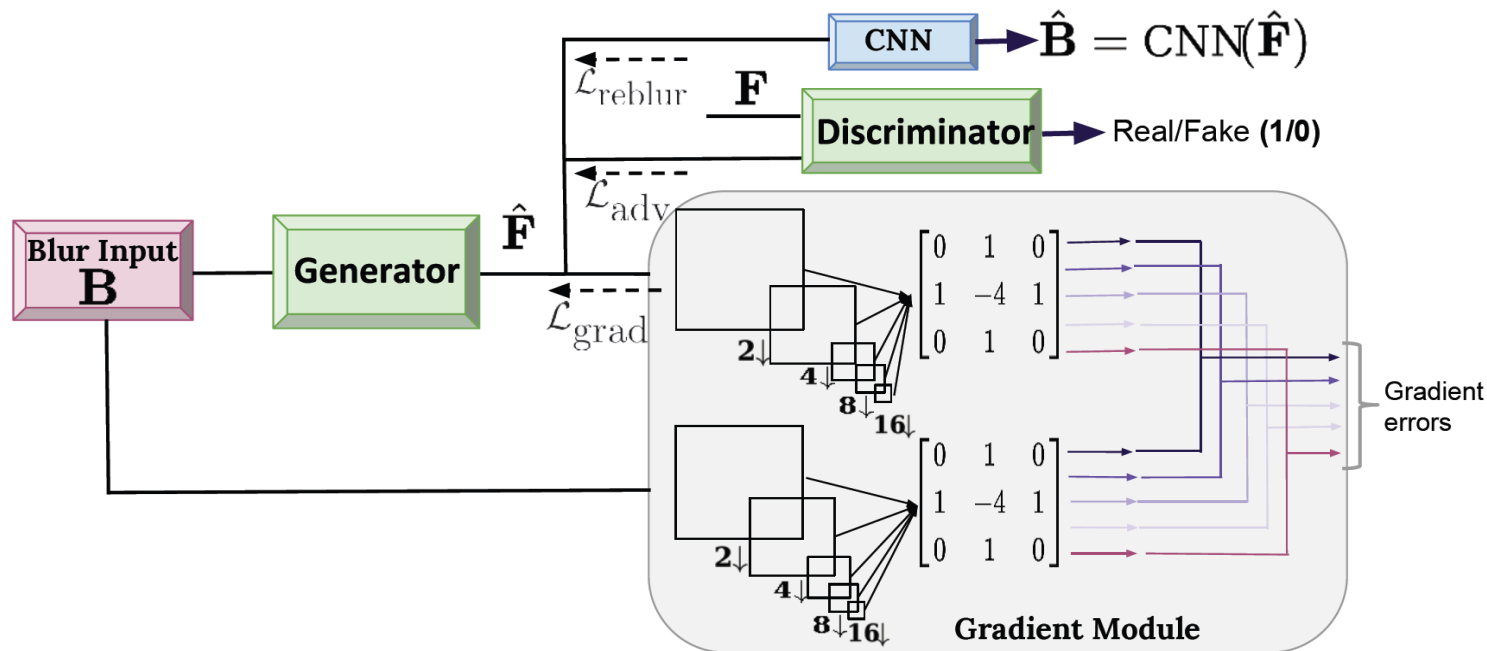 CNN
B̂ = CNN(F̂)
ℒreblur
F
Discriminator
Real/Fake (1/0)
ℒadv
Blur Input
B
Generator
F̂
ℒgrad
0 1 0
1 −4 1
0 1 0
2↓
4↓
8↓
16↓
Gradient
errors
0 1 0
1 −4 1
0 1 0
2↓
4↓
8↓
16↓
Gradient Module